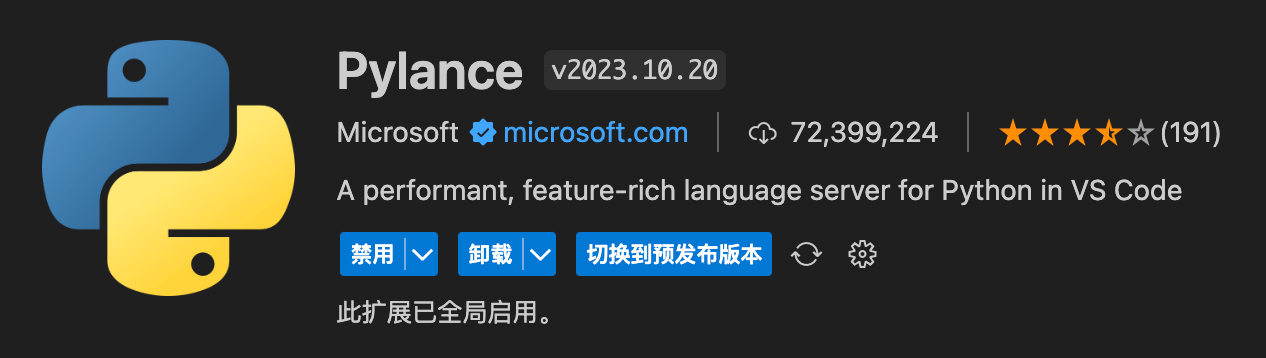 Pylance v2023.10.20
Microsoft microsoft.com 72,399,224 (191)
A performant, feature-rich language server for Python in VS Code
禁用 卸载 切换到预发布版本
此扩展已全局启用。